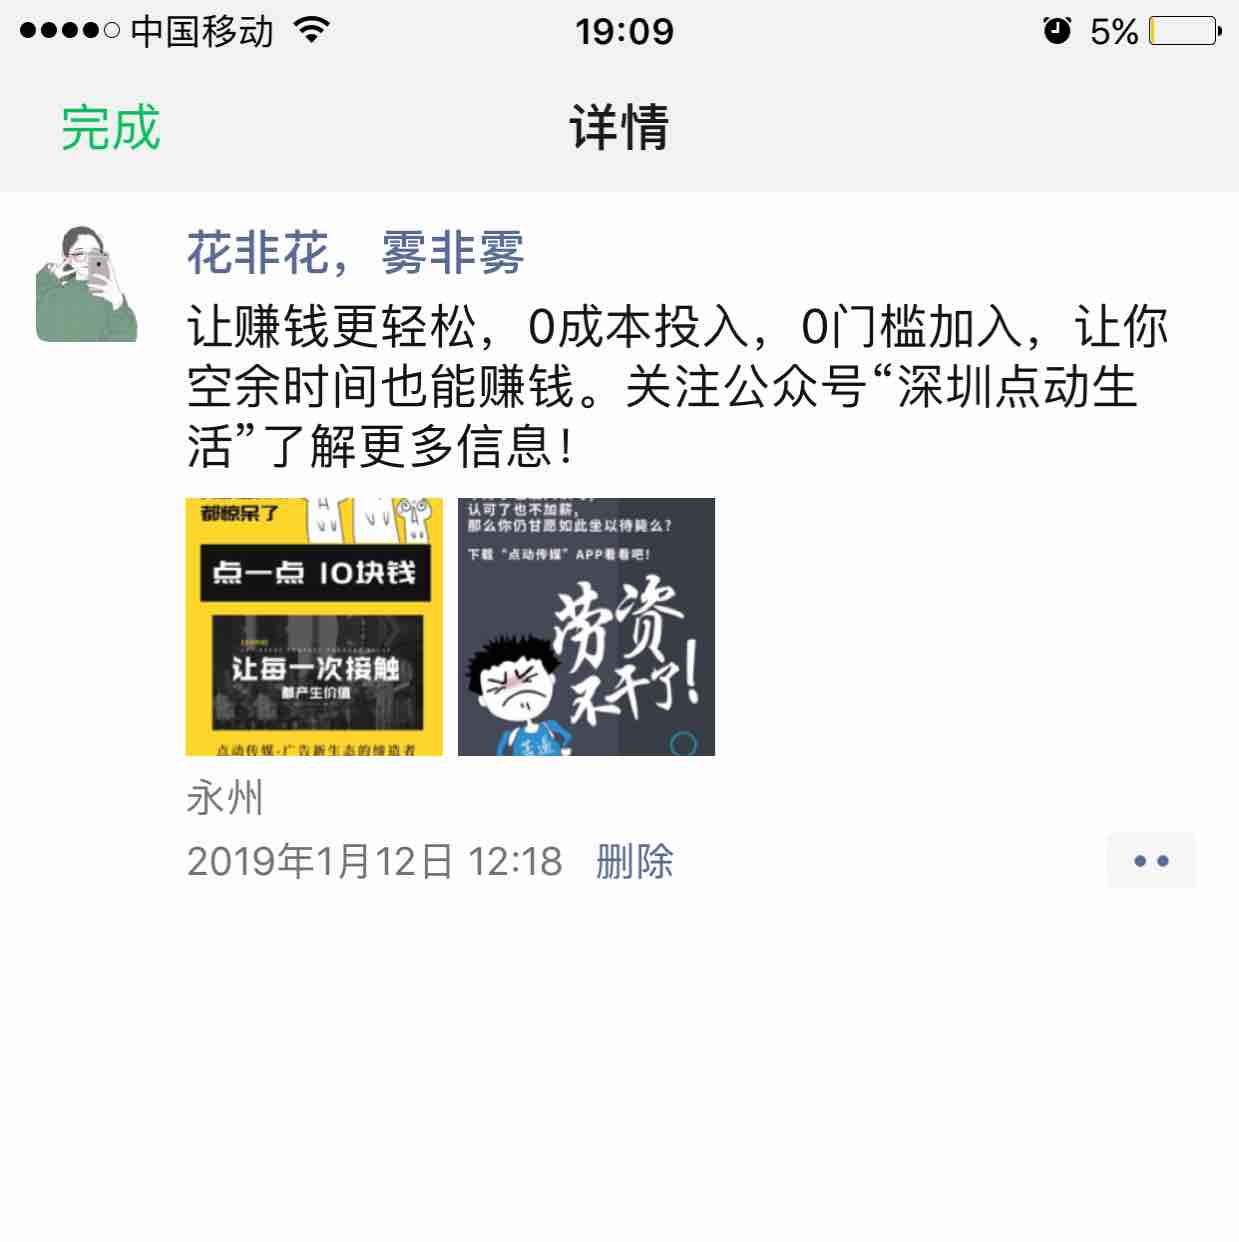 中国移动
19:09
5%
完成
详情
花非花，雾非雾
让赚钱更轻松，0成本投入，0门槛加入，让你
空余时间也能赚钱。关注公众号“深圳点动生
活”了解更多信息！
都惊呆了
点一点 10块钱
让每一次接触
都产生价值
点动传媒-广告新生态的缔造者
认可了也不加薪，
那么你仍甘愿如此坐以待毙么？
下载“点动传媒”APP看看吧！
劳资
不干了！
永州
2019年1月12日 12:18 删除